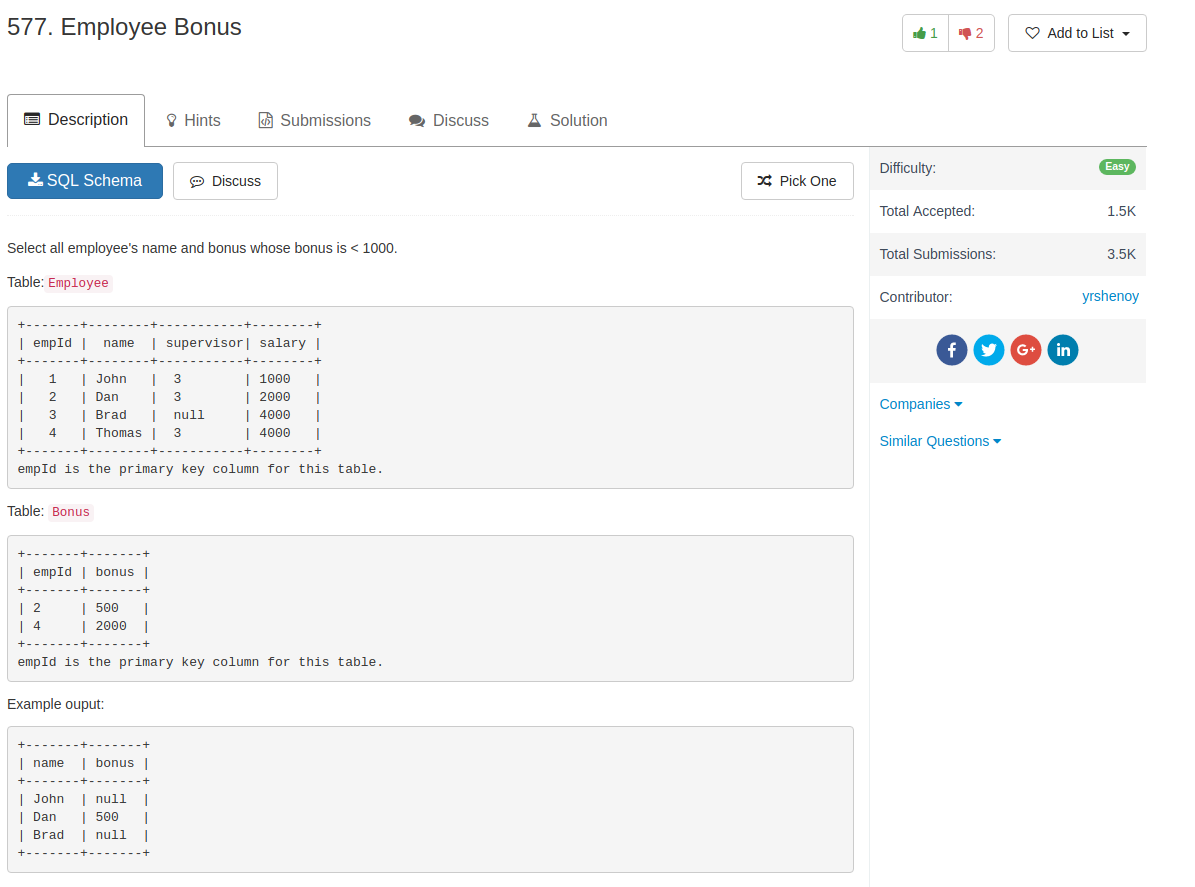 577. Employee Bonus
1
2
Add to List
Description
Hints
Submissions
Discuss
Solution
SQL Schema
Discuss
Pick One
Difficulty:
Easy
Total Accepted:
1.5K
Total Submissions:
3.5K
Contributor:
yrshenoy
Companies
Similar Questions
Select all employee's name and bonus whose bonus is < 1000.
Table: Employee
+-------+--------+-----------+--------+
| empId |  name  | supervisor| salary |
+-------+--------+-----------+--------+
|   1   | John   |  3        | 1000   |
|   2   | Dan    |  3        | 2000   |
|   3   | Brad   |  null     | 4000   |
|   4   | Thomas |  3        | 4000   |
+-------+--------+-----------+--------+
empId is the primary key column for this table.
Table: Bonus
+-------+-------+
| empId | bonus |
+-------+-------+
| 2     | 500   |
| 4     | 2000  |
+-------+-------+
empId is the primary key column for this table.
Example ouput:
+-------+-------+
| name  | bonus |
+-------+-------+
| John  | null  |
| Dan   | 500   |
| Brad  | null  |
+-------+-------+